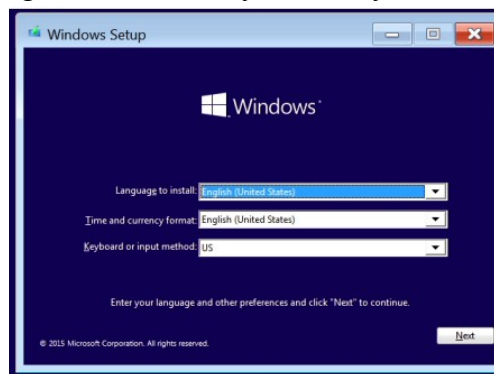 Windows Setup
Windows
Language to install: English (United States)
Time and currency format: English (United States)
Keyboard or input method: US
Enter your language and other preferences and click "Next" to continue.
© 2015 Microsoft Corporation. All rights reserved.
Next